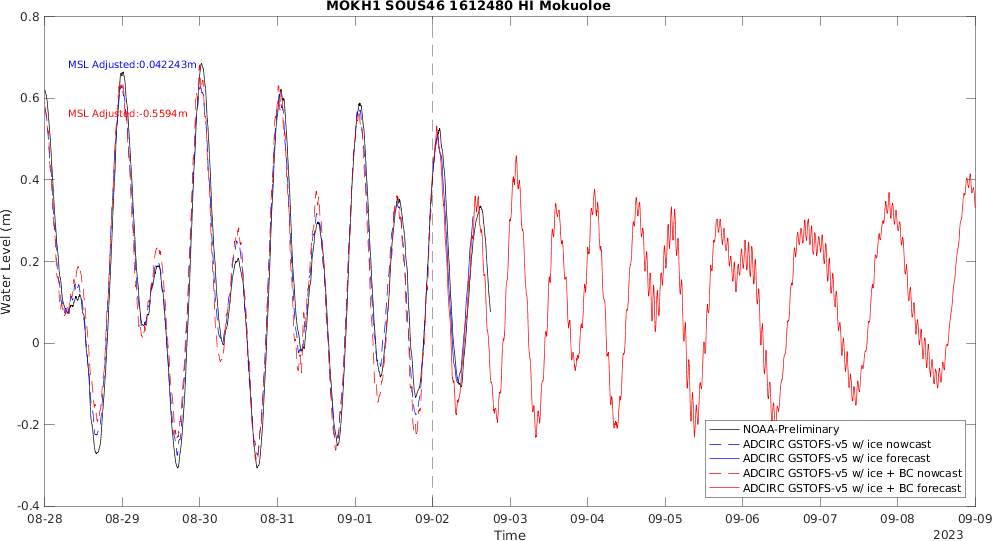 MOKH1 SOUS46 1612480 HI Mokuoloe
0.8
MSL Adjusted:0.042243m
0.6
MSL Adjusted:-0.5594m
0.4
Water Level (m)
0.2
0
-0.2
NOAA-Preliminary
ADCIRC GSTOFS-v5 w/ ice nowcast
ADCIRC GSTOFS-v5 w/ ice forecast
ADCIRC GSTOFS-v5 w/ ice + BC nowcast
ADCIRC GSTOFS-v5 w/ ice + BC forecast
-0.4
08-28 08-29 08-30 08-31 09-01 09-02 09-03 09-04 09-05 09-06 09-07 09-08 09-09
Time 2023